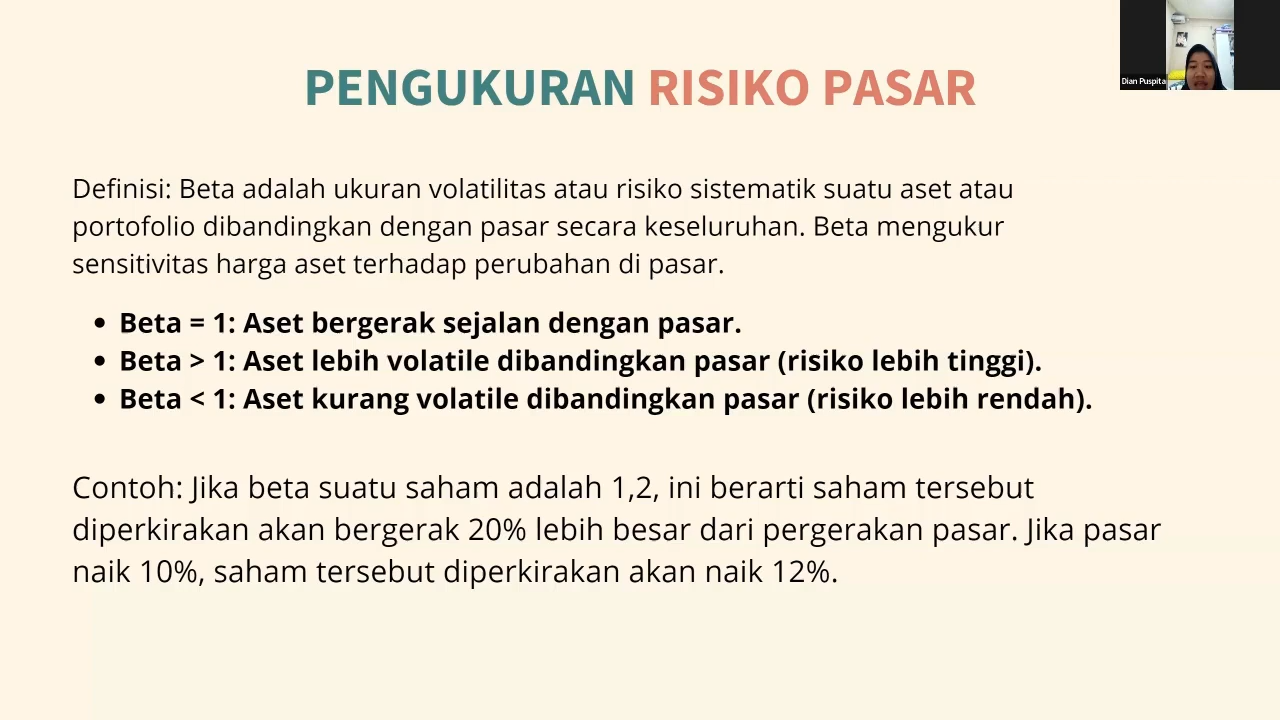 Dian Puspita
PENGUKURAN RISIKO PASAR
Definisi: Beta adalah ukuran volatilitas atau risiko sistematik suatu aset atau
portofolio dibandingkan dengan pasar secara keseluruhan. Beta mengukur
sensitivitas harga aset terhadap perubahan di pasar.
• Beta = 1: Aset bergerak sejalan dengan pasar.
• Beta > 1: Aset lebih volatile dibandingkan pasar (risiko lebih tinggi).
• Beta < 1: Aset kurang volatile dibandingkan pasar (risiko lebih rendah).
Contoh: Jika beta suatu saham adalah 1,2, ini berarti saham tersebut
diperkirakan akan bergerak 20% lebih besar dari pergerakan pasar. Jika pasar
naik 10%, saham tersebut diperkirakan akan naik 12%.